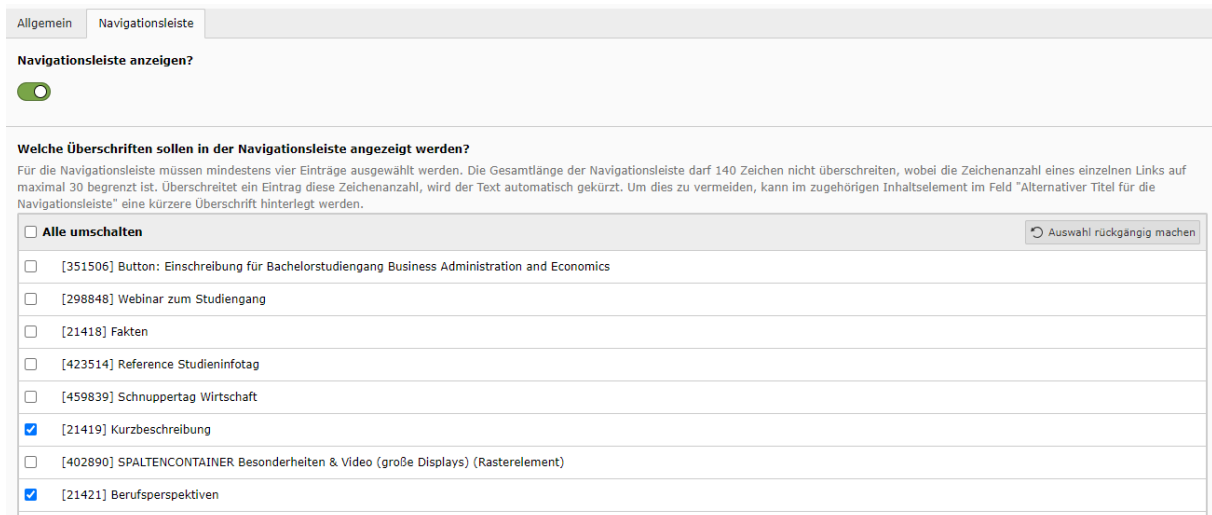 Allgemein Navigationsleiste
Navigationsleiste anzeigen?
Welche Überschriften sollen in der Navigationsleiste angezeigt werden?
Für die Navigationsleiste müssen mindestens vier Einträge ausgewählt werden. Die Gesamtlänge der Navigationsleiste darf 140 Zeichen nicht überschreiten, wobei die Zeichenanzahl eines einzelnen Links auf
maximal 30 begrenzt ist. Überschreitet ein Eintrag diese Zeichenanzahl, wird der Text automatisch gekürzt. Um dies zu vermeiden, kann im zugehörigen Inhaltselement im Feld "Alternativer Titel für die
Navigationsleiste" eine kürzere Überschrift hinterlegt werden.
Alle umschalten Auswahl rückgängig machen
[351506] Button: Einschreibung für Bachelorstudiengang Business Administration and Economics
[298848] Webinar zum Studiengang
[21418] Fakten
[423514] Reference Studieninfotag
[459839] Schnuppertag Wirtschaft
[21419] Kurzbeschreibung
[402890] SPALTENCONTAINER Besonderheiten & Video (große Displays) (Rasterelement)
[21421] Berufsperspektiven